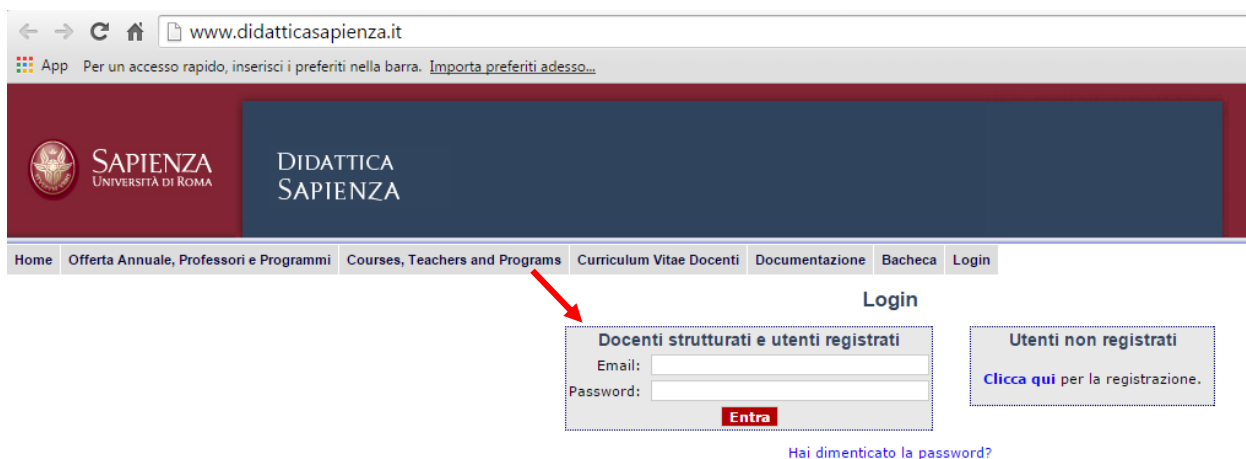 www.didatticasapienza.it
App Per un accesso rapido, inserisci i preferiti nella barra. Importa preferiti adesso...
SAPIENZA
UNIVERSITÀ DI ROMA
DIDATTICA
SAPIENZA
Home Offerta Annuale, Professori e Programmi Courses, Teachers and Programs Curriculum Vitae Docenti Documentazione Bacheca Login
Login
Docenti strutturati e utenti registrati
Email:
Password:
Entra
Utenti non registrati
Clicca qui per la registrazione.
Hai dimenticato la password?